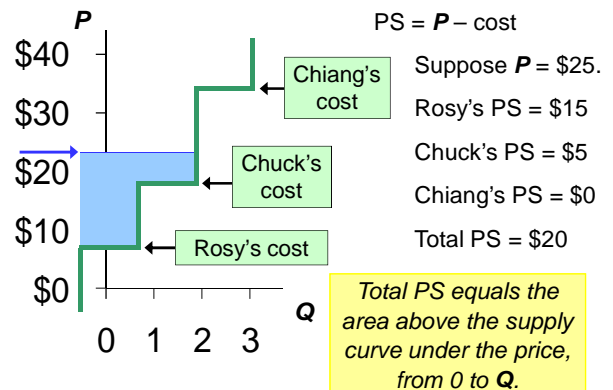 P
$40
$30
$20
$10
$0
0 1 2 3
Q
Chiang's
cost
Chuck's
cost
Rosy's cost
PS = P – cost
Suppose P = $25.
Rosy's PS = $15
Chuck's PS = $5
Chiang's PS = $0
Total PS = $20
Total PS equals the
area above the supply
curve under the price,
from 0 to Q.